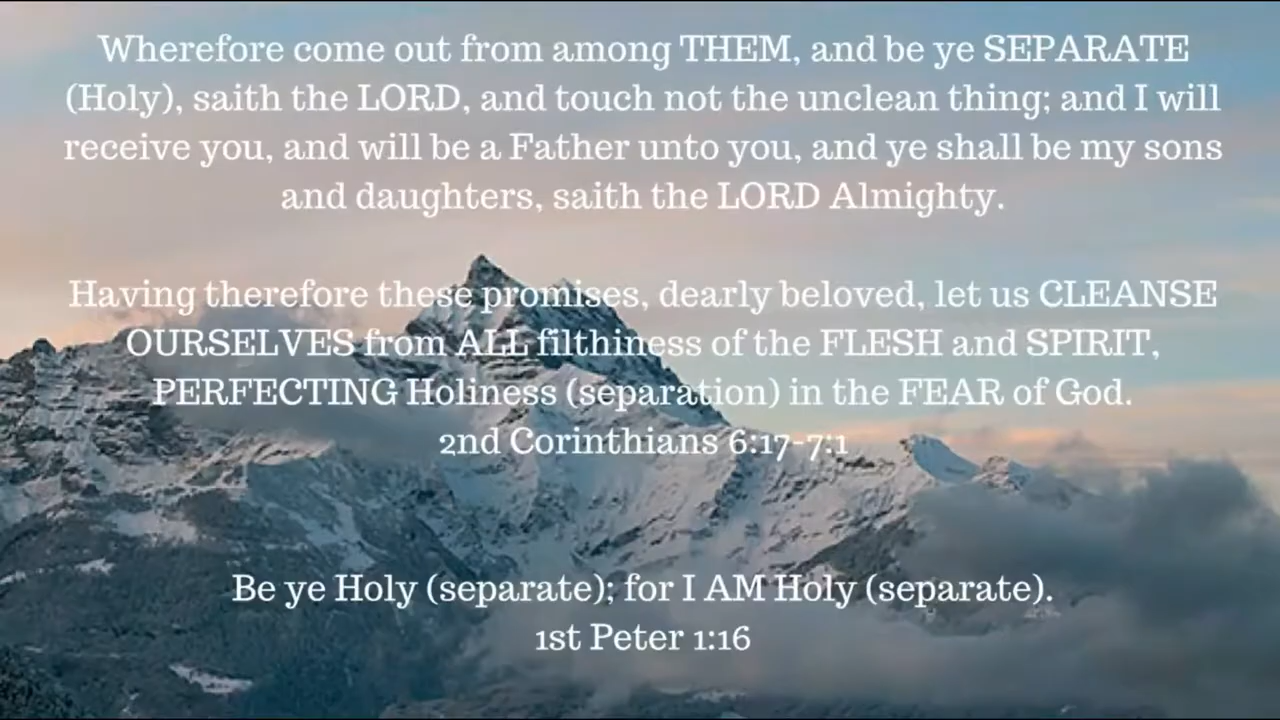 Wherefore come out from among THEM, and be ye SEPARATE
(Holy), saith the LORD, and touch not the unclean thing; and I will
receive you, and will be a Father unto you, and ye shall be my sons
and daughters, saith the LORD Almighty.
Having therefore these promises, dearly beloved, let us CLEANSE
OURSELVES from ALL filthiness of the FLESH and SPIRIT,
PERFECTING Holiness (separation) in the FEAR of God.
2nd Corinthians 6:17-7:1
Be ye Holy (separate); for I AM Holy (separate).
1st Peter 1:16